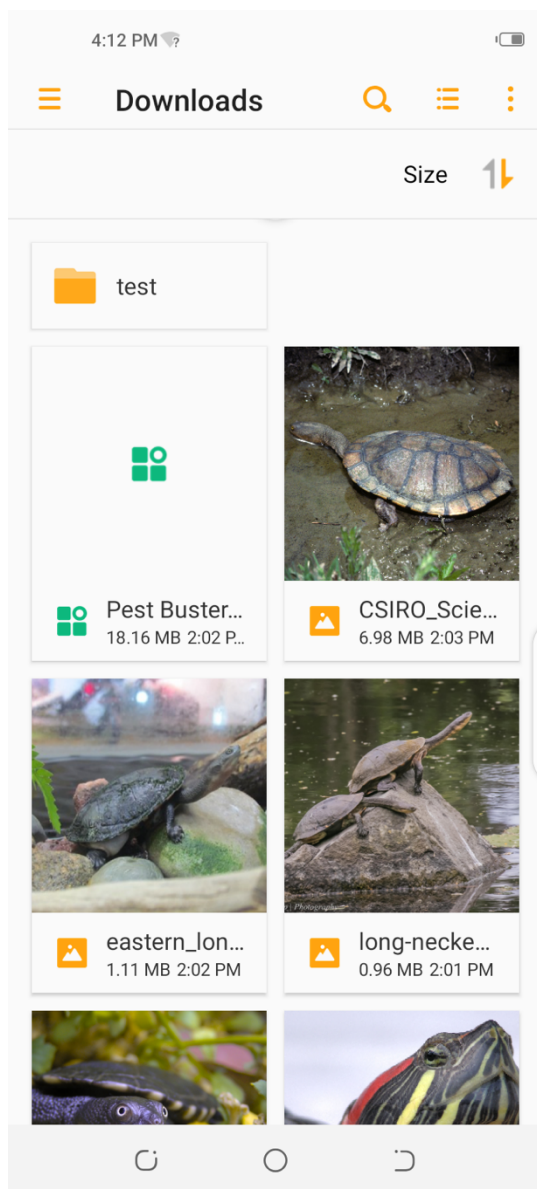 4:12 PM
Downloads
Size
test
Pest Buster...
18.16 MB 2:02 P...
CSIRO_Scie...
6.98 MB 2:03 PM
eastern_lon...
1.11 MB 2:02 PM
long-necke...
0.96 MB 2:01 PM